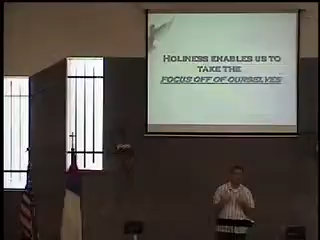 HOLINESS ENABLES US TO
TAKE THE
FOCUS OFF OF OURSELVES